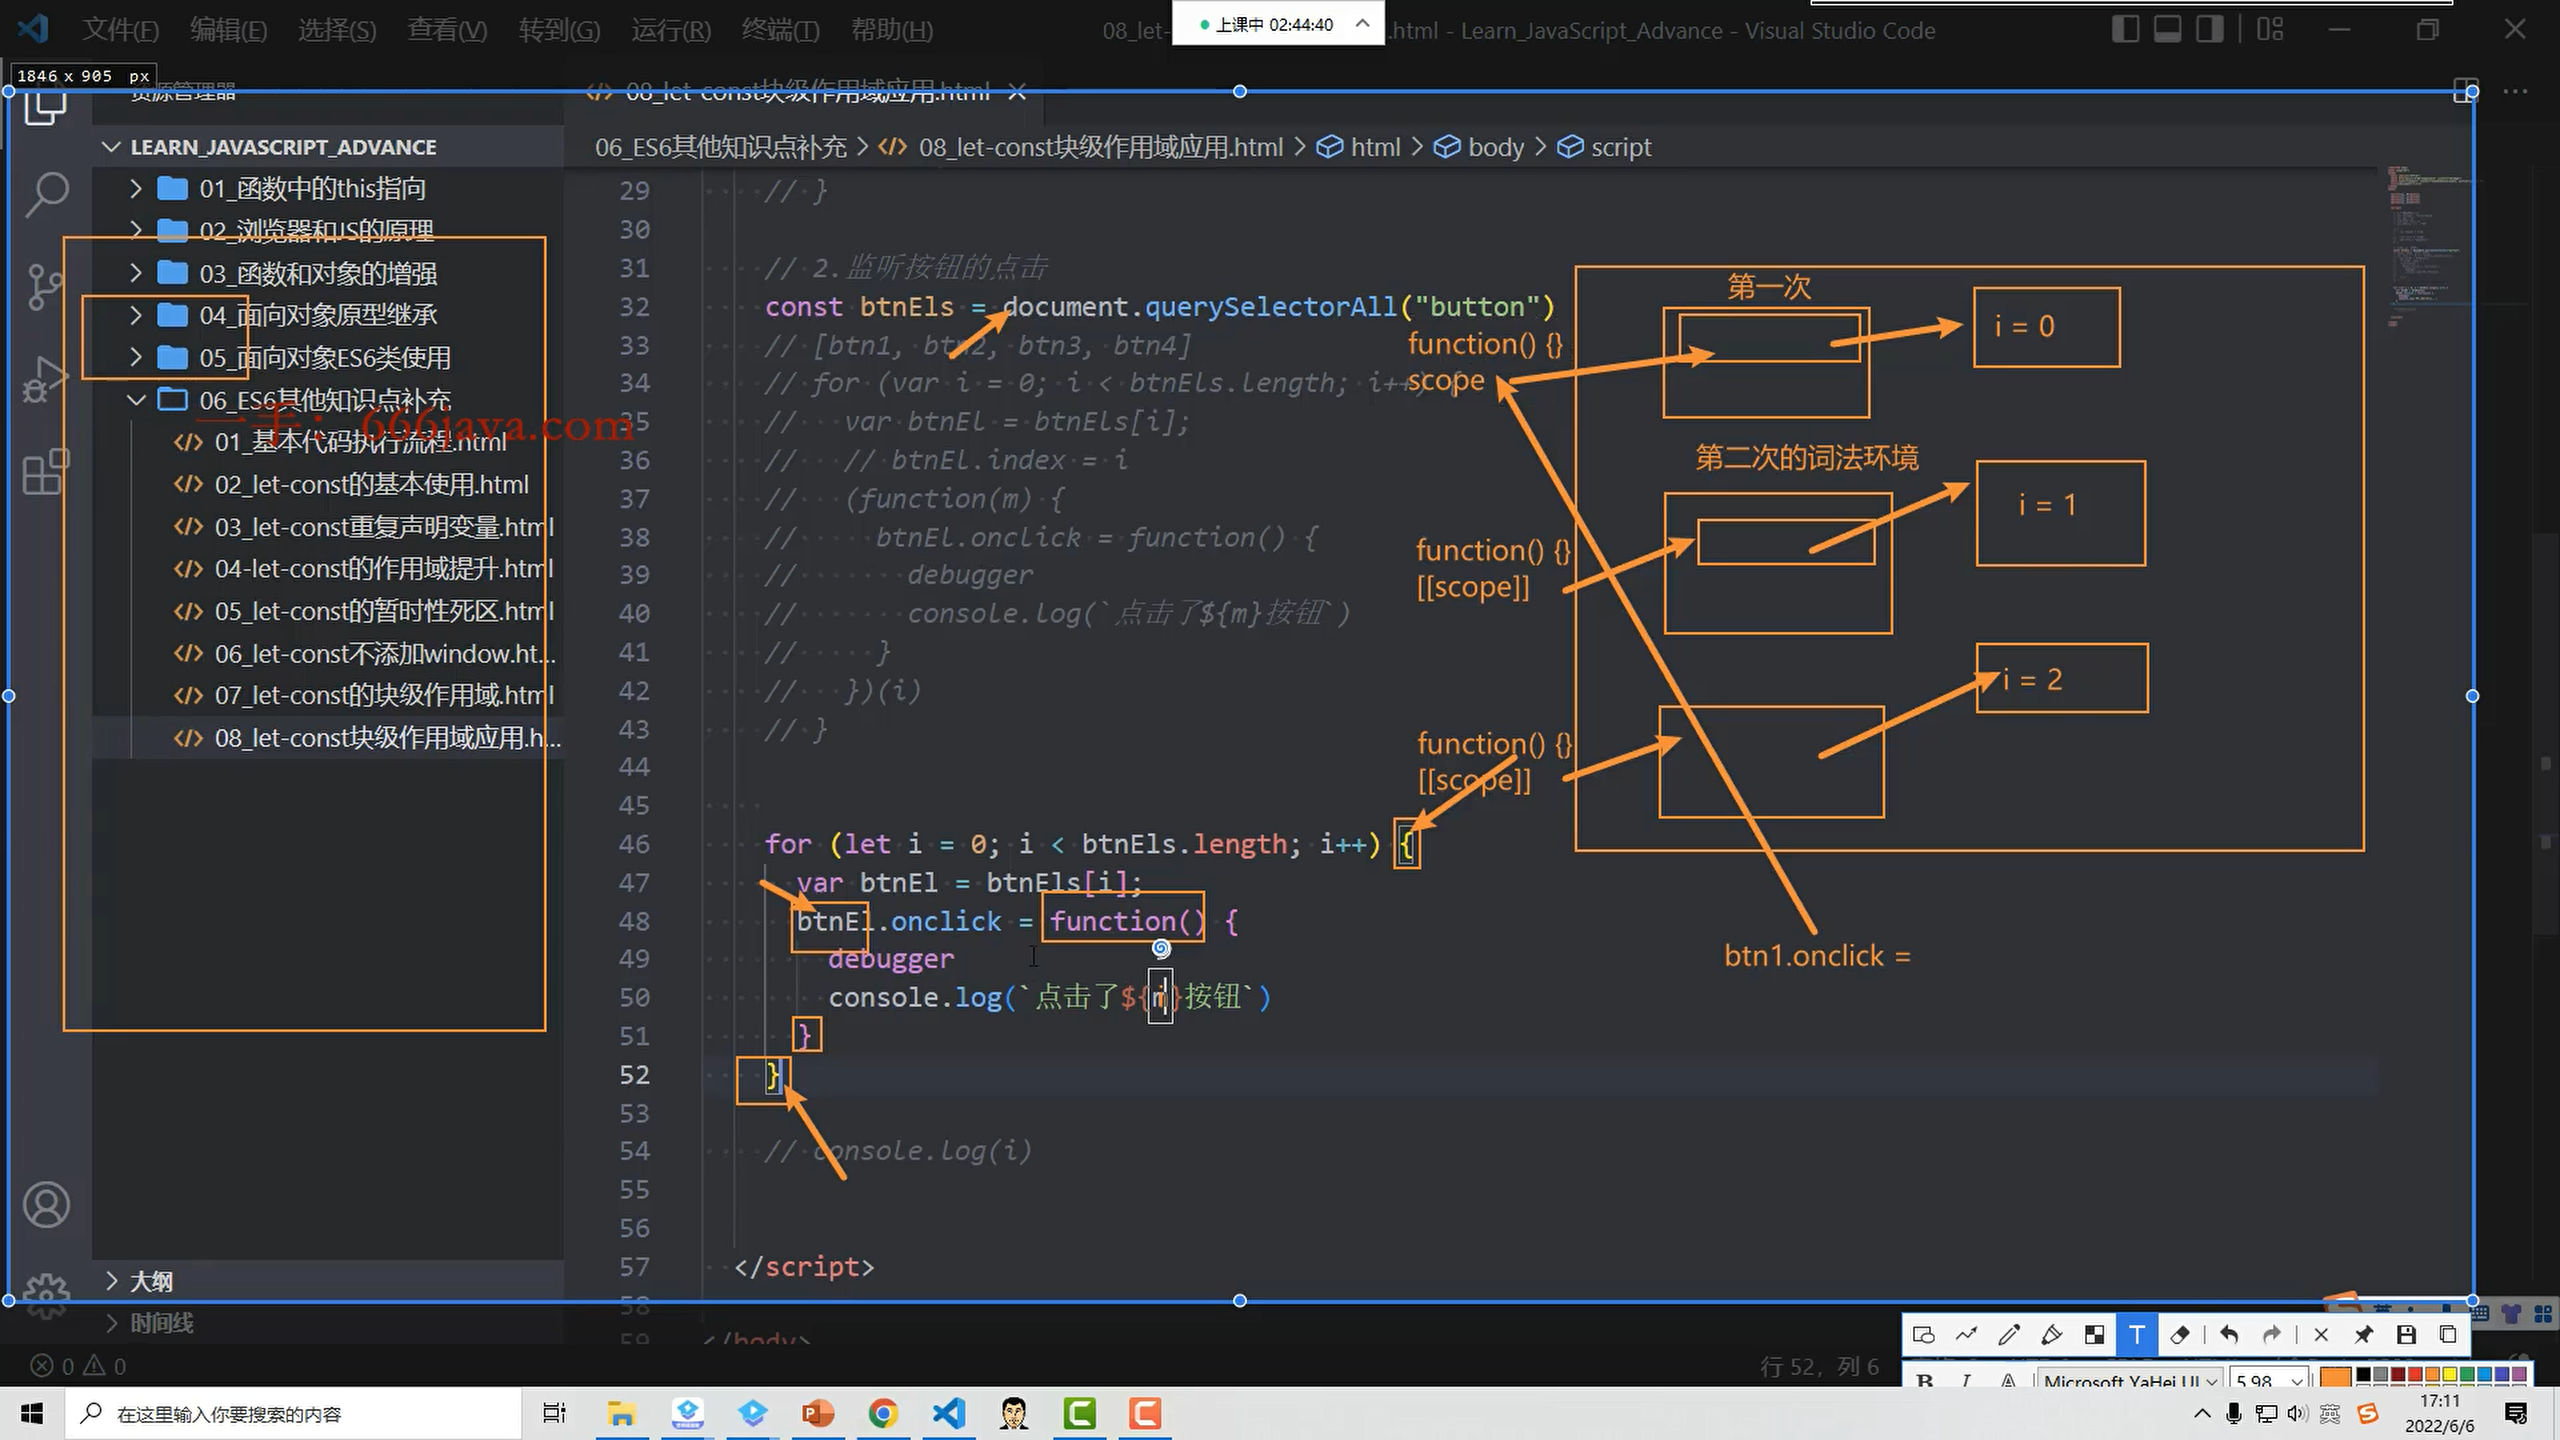 文件(F) 编辑(E) 选择(S) 查看(V) 转到(G) 运行(R) 终端(T) 帮助(H)
08_let- .html - Learn_JavaScript_Advance - Visual Studio Code
上课中 02:44:40
1846 x 905 px
资源管理器
08_let-const块级作用域应用.html
LEARN_JAVASCRIPT_ADVANCE
01_函数中的this指向
02_浏览器和JS的原理
03_函数和对象的增强
04_面向对象原型继承
05_面向对象ES6类使用
06_ES6其他知识点补充
一手：666java.com
01_基本代码执行流程.html
02_let-const的基本使用.html
03_let-const重复声明变量.html
04-let-const的作用域提升.html
05_let-const的暂时性死区.html
06_let-const不添加window.ht...
07_let-const的块级作用域.html
08_let-const块级作用域应用.h...
大纲
时间线
06_ES6其他知识点补充 > 08_let-const块级作用域应用.html > html > body > script
29 // }
30
31 // 2.监听按钮的点击
32 const btnEls = document.querySelectorAll("button")
33 // [btn1, btn2, btn3, btn4]
34 // for (var i = 0; i < btnEls.length; i++) {
35 // var btnEl = btnEls[i];
36 // // btnEl.index = i
37 // (function(m) {
38 // btnEl.onclick = function() {
39 // debugger
40 // console.log(`点击了${m}按钮`)
41 // }
42 // })(i)
43 // }
44
45
46 for (let i = 0; i < btnEls.length; i++) {
47 var btnEl = btnEls[i];
48 btnEl.onclick = function() {
49 debugger
50 console.log(`点击了${m}按钮`)
51 }
52 }
53
54 // console.log(i)
55
56
57 </script>
58
59 </body>
第一次
i = 0
function() {}
scope
第二次的词法环境
i = 1
function() {}
[[scope]]
i = 2
function() {}
[[scope]]
btn1.onclick =
0 0
行 52，列 6
T
B I A Microsoft YaHei UI 5.98
在这里输入你要搜索的内容
英
17:11
2022/6/6